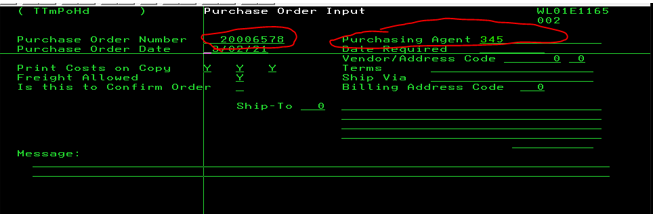 ( TTmPoHd ) Purchase Order Input WL01E1165
002
Purchase Order Number 20006578 Purchasing Agent 345
Purchase Order Date 3/02/21 Date Required
Vendor/Address Code 0 0
Print Costs on Copy Y Y Y Terms
Freight Allowed Y Ship Via
Is this to Confirm Order Billing Address Code 0
Ship-To 0
Message: